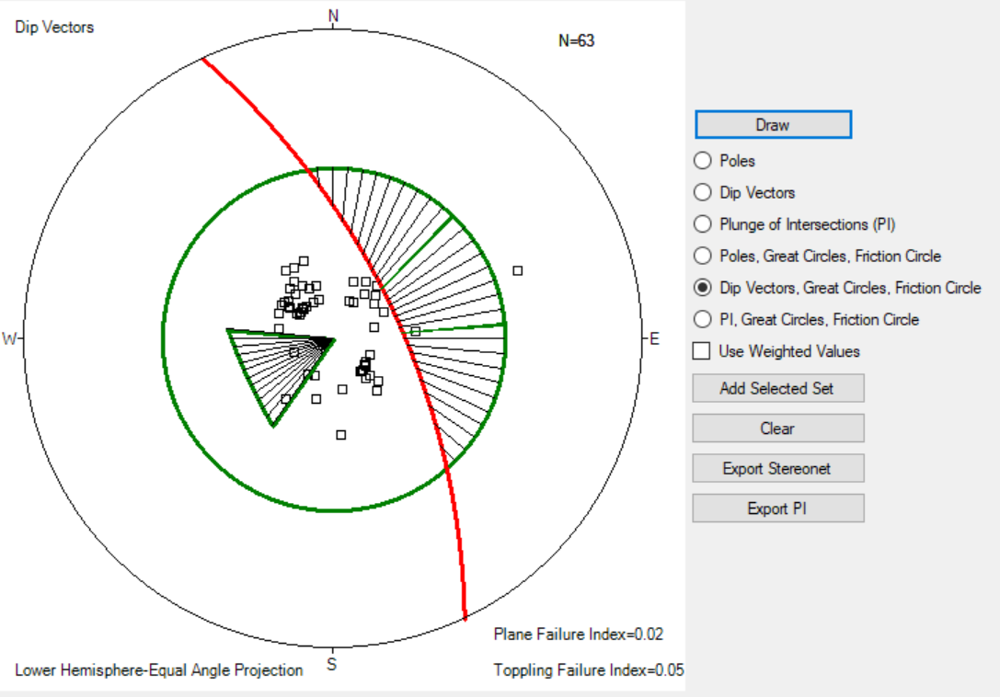 Dip Vectors
N
N=63
W
E
S
Plane Failure Index=0.02
Lower Hemisphere-Equal Angle Projection
Toppling Failure Index=0.05
Draw
Poles
Dip Vectors
Plunge of Intersections (PI)
Poles, Great Circles, Friction Circle
Dip Vectors, Great Circles, Friction Circle
PI, Great Circles, Friction Circle
Use Weighted Values
Add Selected Set
Clear
Export Stereonet
Export PI